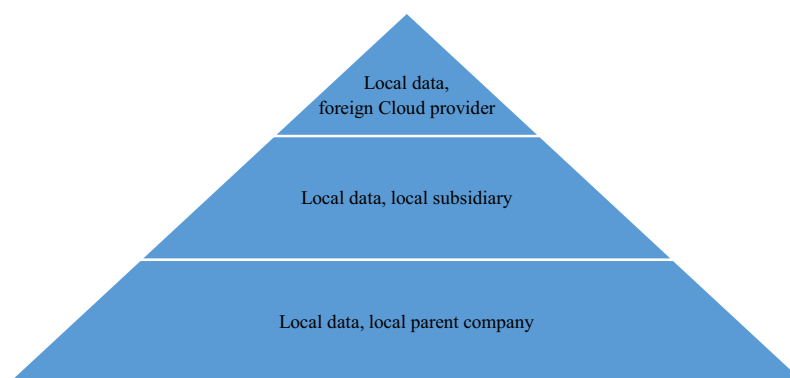 Local data,
foreign Cloud provider
Local data, local subsidiary
Local data, local parent company